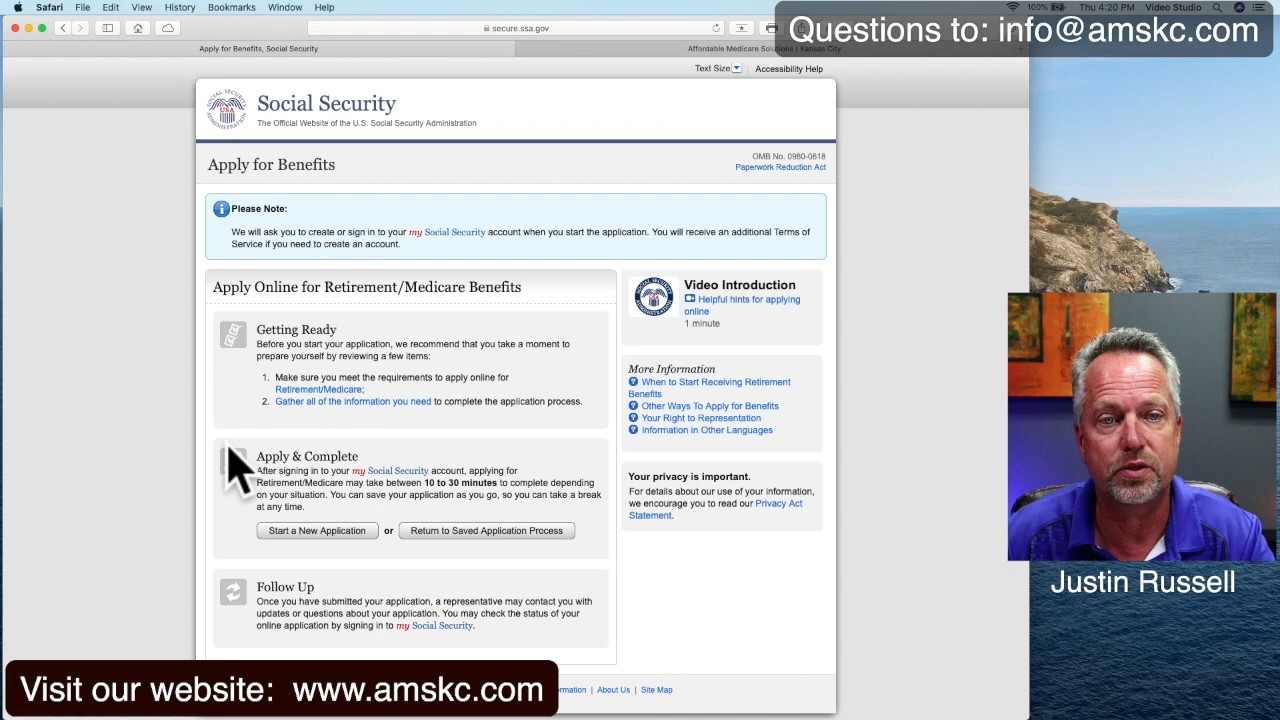 Safari File Edit View History Bookmarks Window Help
100% Thu 4:20 PM Video Studio
secure.ssa.gov
Questions to: info@amskc.com
Apply for Benefits, Social Security
Affordable Medicare Solutions | Kansas City
Text Size
Accessibility Help
Social Security
The Official Website of the U.S. Social Security Administration
Apply for Benefits
OMB No. 0960-0618
Paperwork Reduction Act
Please Note:
We will ask you to create or sign in to your my Social Security account when you start the application. You will receive an additional Terms of
Service if you need to create an account.
Apply Online for Retirement/Medicare Benefits
Getting Ready
Before you start your application, we recommend that you take a moment to
prepare yourself by reviewing a few items:
1. Make sure you meet the requirements to apply online for
Retirement/Medicare;
2. Gather all of the information you need to complete the application process.
Apply & Complete
After signing in to your my Social Security account, applying for
Retirement/Medicare may take between 10 to 30 minutes to complete depending
on your situation. You can save your application as you go, so you can take a break
at any time.
Start a New Application or Return to Saved Application Process
Follow Up
Once you have submitted your application, a representative may contact you with
updates or questions about your application. You may check the status of your
online application by signing in to my Social Security.
Video Introduction
Helpful hints for applying
online
1 minute
More Information
When to Start Receiving Retirement
Benefits
Other Ways To Apply for Benefits
Your Right to Representation
Information in Other Languages
Your privacy is important.
For details about our use of your information,
we encourage you to read our Privacy Act
Statement.
Justin Russell
Visit our website: www.amskc.com
About Us | Site Map